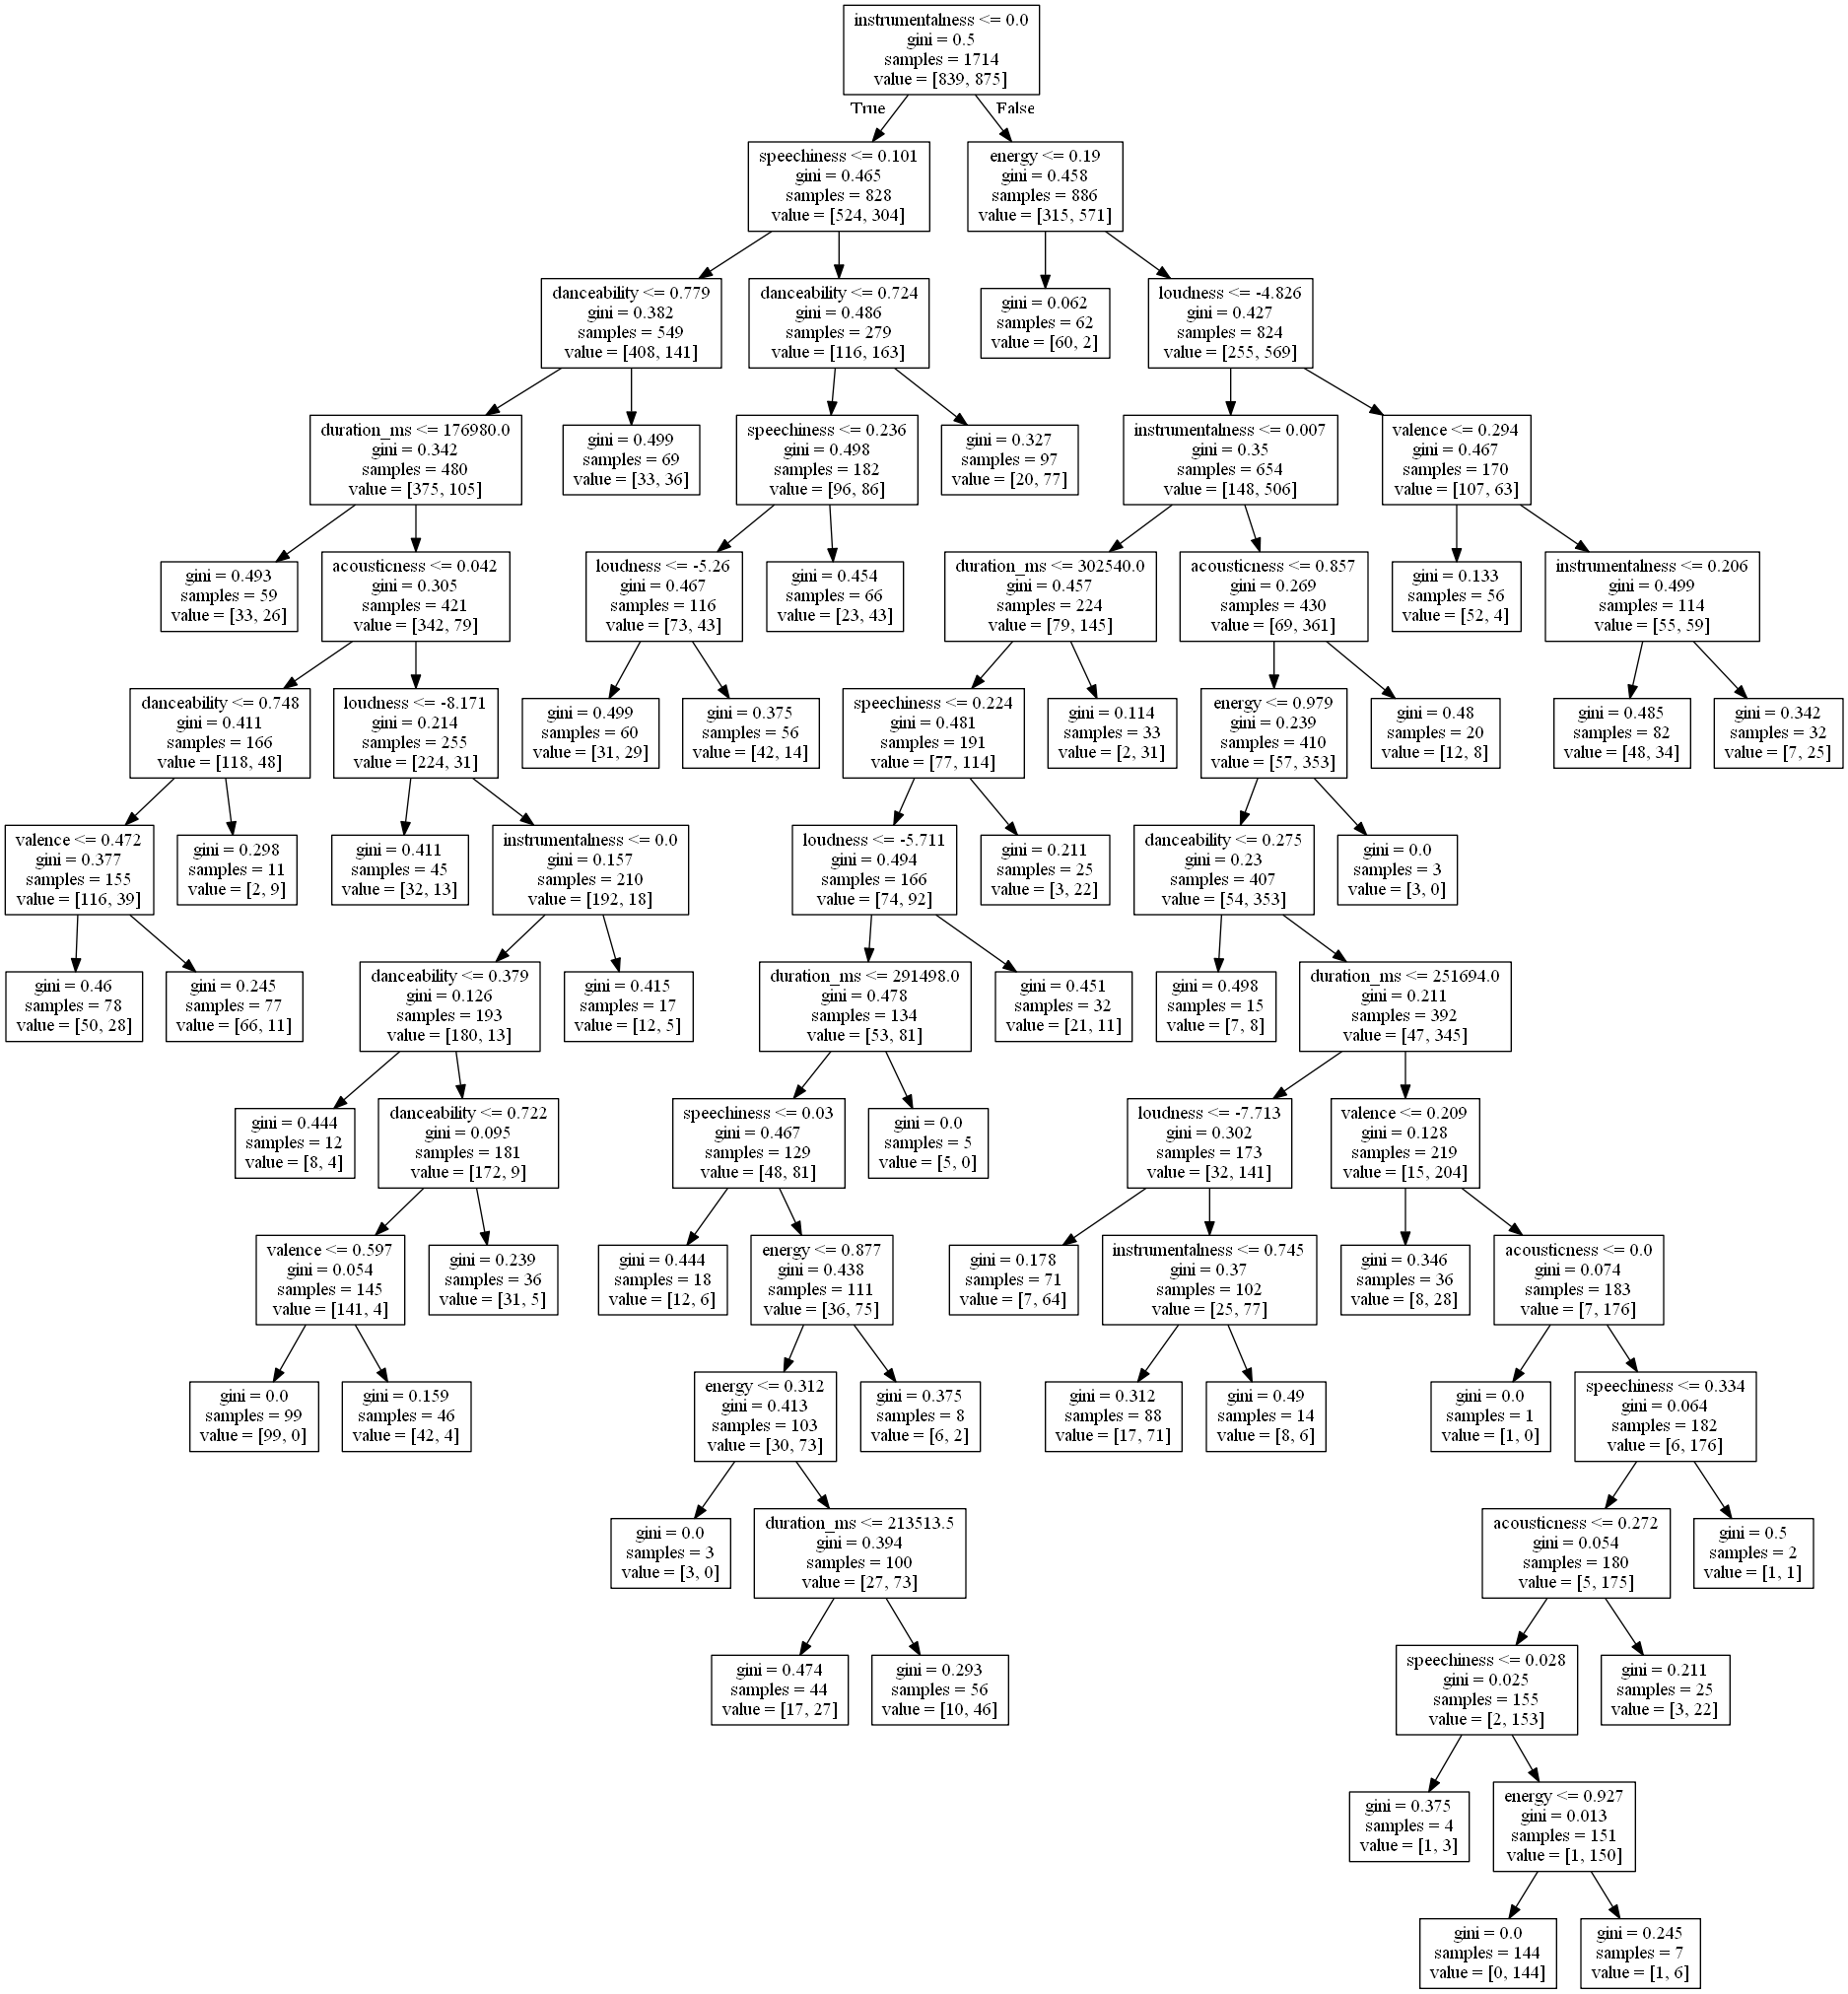 instrumentalness <= 0.0
gini = 0.5
samples = 1714
value = [839, 875]
True
False
speechiness <= 0.101
gini = 0.465
samples = 828
value = [524, 304]
energy <= 0.19
gini = 0.458
samples = 886
value = [315, 571]
danceability <= 0.779
gini = 0.382
samples = 549
value = [408, 141]
danceability <= 0.724
gini = 0.486
samples = 279
value = [116, 163]
gini = 0.062
samples = 62
value = [60, 2]
loudness <= -4.826
gini = 0.427
samples = 824
value = [255, 569]
duration_ms <= 176980.0
gini = 0.342
samples = 480
value = [375, 105]
gini = 0.499
samples = 69
value = [33, 36]
speechiness <= 0.236
gini = 0.498
samples = 182
value = [96, 86]
gini = 0.327
samples = 97
value = [20, 77]
instrumentalness <= 0.007
gini = 0.35
samples = 654
value = [148, 506]
valence <= 0.294
gini = 0.467
samples = 170
value = [107, 63]
gini = 0.493
samples = 59
value = [33, 26]
acousticness <= 0.042
gini = 0.305
samples = 421
value = [342, 79]
loudness <= -5.26
gini = 0.467
samples = 116
value = [73, 43]
gini = 0.454
samples = 66
value = [23, 43]
duration_ms <= 302540.0
gini = 0.457
samples = 224
value = [79, 145]
acousticness <= 0.857
gini = 0.269
samples = 430
value = [69, 361]
gini = 0.133
samples = 56
value = [52, 4]
instrumentalness <= 0.206
gini = 0.499
samples = 114
value = [55, 59]
danceability <= 0.748
gini = 0.411
samples = 166
value = [118, 48]
loudness <= -8.171
gini = 0.214
samples = 255
value = [224, 31]
gini = 0.499
samples = 60
value = [31, 29]
gini = 0.375
samples = 56
value = [42, 14]
speechiness <= 0.224
gini = 0.481
samples = 191
value = [77, 114]
gini = 0.114
samples = 33
value = [2, 31]
energy <= 0.979
gini = 0.239
samples = 410
value = [57, 353]
gini = 0.48
samples = 20
value = [12, 8]
gini = 0.485
samples = 82
value = [48, 34]
gini = 0.342
samples = 32
value = [7, 25]
valence <= 0.472
gini = 0.377
samples = 155
value = [116, 39]
gini = 0.298
samples = 11
value = [2, 9]
gini = 0.411
samples = 45
value = [32, 13]
instrumentalness <= 0.0
gini = 0.157
samples = 210
value = [192, 18]
loudness <= -5.711
gini = 0.494
samples = 166
value = [74, 92]
gini = 0.211
samples = 25
value = [3, 22]
danceability <= 0.275
gini = 0.23
samples = 407
value = [54, 353]
gini = 0.0
samples = 3
value = [3, 0]
gini = 0.46
samples = 78
value = [50, 28]
gini = 0.245
samples = 77
value = [66, 11]
danceability <= 0.379
gini = 0.126
samples = 193
value = [180, 13]
gini = 0.415
samples = 17
value = [12, 5]
duration_ms <= 291498.0
gini = 0.478
samples = 134
value = [53, 81]
gini = 0.451
samples = 32
value = [21, 11]
gini = 0.498
samples = 15
value = [7, 8]
duration_ms <= 251694.0
gini = 0.211
samples = 392
value = [47, 345]
gini = 0.444
samples = 12
value = [8, 4]
danceability <= 0.722
gini = 0.095
samples = 181
value = [172, 9]
speechiness <= 0.03
gini = 0.467
samples = 129
value = [48, 81]
gini = 0.0
samples = 5
value = [5, 0]
loudness <= -7.713
gini = 0.302
samples = 173
value = [32, 141]
valence <= 0.209
gini = 0.128
samples = 219
value = [15, 204]
valence <= 0.597
gini = 0.054
samples = 145
value = [141, 4]
gini = 0.239
samples = 36
value = [31, 5]
gini = 0.444
samples = 18
value = [12, 6]
energy <= 0.877
gini = 0.438
samples = 111
value = [36, 75]
gini = 0.178
samples = 71
value = [7, 64]
instrumentalness <= 0.745
gini = 0.37
samples = 102
value = [25, 77]
gini = 0.346
samples = 36
value = [8, 28]
acousticness <= 0.0
gini = 0.074
samples = 183
value = [7, 176]
gini = 0.0
samples = 99
value = [99, 0]
gini = 0.159
samples = 46
value = [42, 4]
energy <= 0.312
gini = 0.413
samples = 103
value = [30, 73]
gini = 0.375
samples = 8
value = [6, 2]
gini = 0.312
samples = 88
value = [17, 71]
gini = 0.49
samples = 14
value = [8, 6]
gini = 0.0
samples = 1
value = [1, 0]
speechiness <= 0.334
gini = 0.064
samples = 182
value = [6, 176]
gini = 0.0
samples = 3
value = [3, 0]
duration_ms <= 213513.5
gini = 0.394
samples = 100
value = [27, 73]
acousticness <= 0.272
gini = 0.054
samples = 180
value = [5, 175]
gini = 0.5
samples = 2
value = [1, 1]
gini = 0.474
samples = 44
value = [17, 27]
gini = 0.293
samples = 56
value = [10, 46]
speechiness <= 0.028
gini = 0.025
samples = 155
value = [2, 153]
gini = 0.211
samples = 25
value = [3, 22]
gini = 0.375
samples = 4
value = [1, 3]
energy <= 0.927
gini = 0.013
samples = 151
value = [1, 150]
gini = 0.0
samples = 144
value = [0, 144]
gini = 0.245
samples = 7
value = [1, 6]